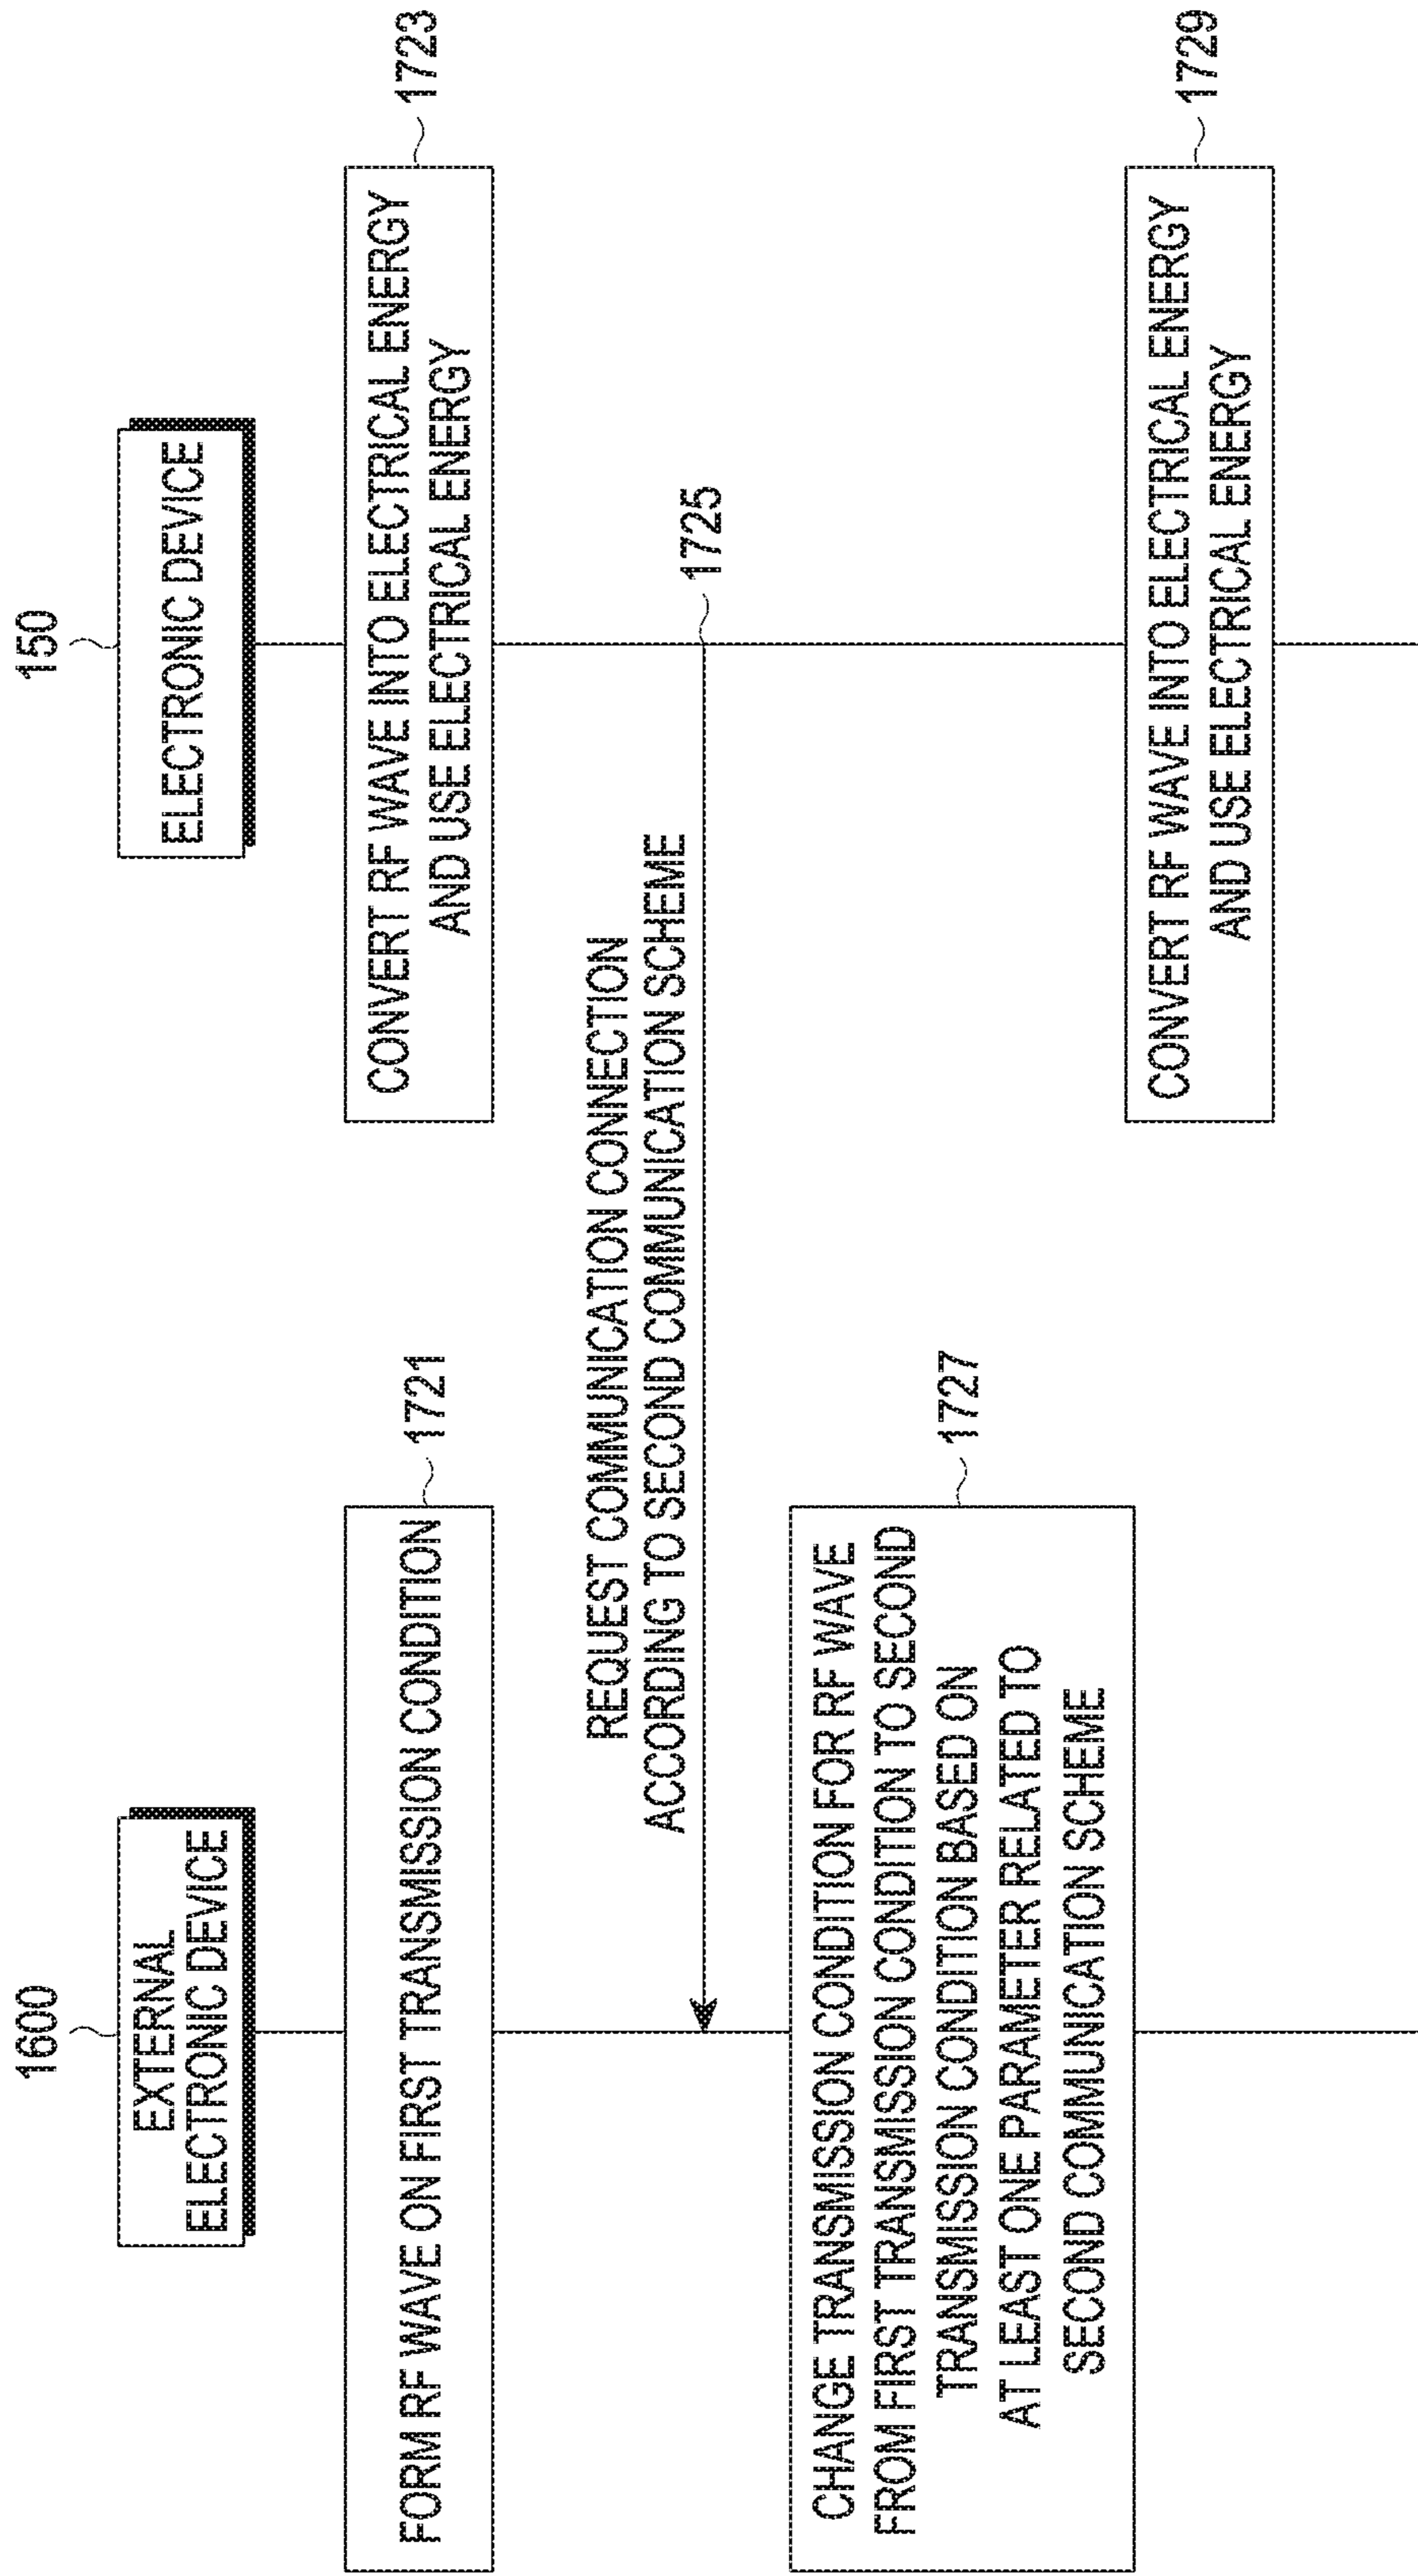 1600
EXTERNAL
ELECTRONIC DEVICE
150
ELECTRONIC DEVICE
FORM RF WAVE ON FIRST TRANSMISSION CONDITION
1721
CONVERT RF WAVE INTO ELECTRICAL ENERGY
AND USE ELECTRICAL ENERGY
1723
REQUEST COMMUNICATION CONNECTION
ACCORDING TO SECOND COMMUNICATION SCHEME
1725
CHANGE TRANSMISSION CONDITION FOR RF WAVE
FROM FIRST TRANSMISSION CONDITION TO SECOND
TRANSMISSION CONDITION BASED ON
AT LEAST ONE PARAMETER RELATED TO
SECOND COMMUNICATION SCHEME
1727
CONVERT RF WAVE INTO ELECTRICAL ENERGY
AND USE ELECTRICAL ENERGY
1729